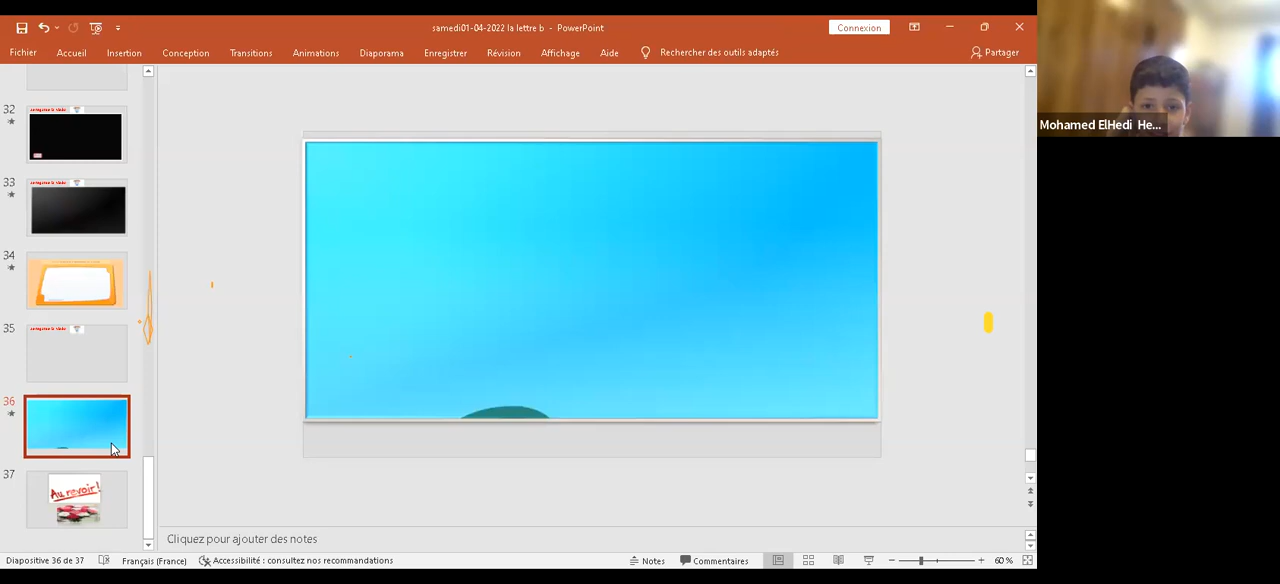 samedi01-04-2022 la lettre b - PowerPoint
Connexion
Fichier Accueil Insertion Conception Transitions Animations Diaporama Enregistrer Révision Affichage Aide Rechercher des outils adaptés Partager
32
33
34
35
36
37
Au revoir!
Mohamed ElHedi He...
Cliquez pour ajouter des notes
Diapositive 36 de 37 Français (France) Accessibilité : consultez nos recommandations Notes Commentaires 60 %